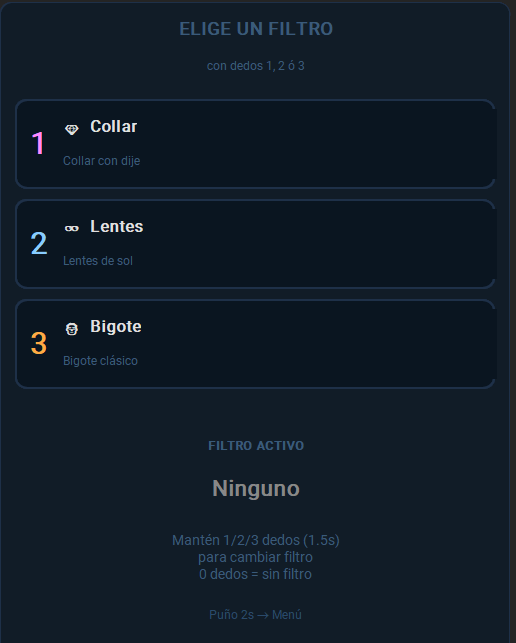 ELIGE UN FILTRO
con dedos 1, 2 ó 3
1
Collar
Collar con dije
2
Lentes
Lentes de sol
3
Bigote
Bigote clásico
FILTRO ACTIVO
Ninguno
Mantén 1/2/3 dedos (1.5s)
para cambiar filtro
0 dedos = sin filtro
Puño 2s → Menú